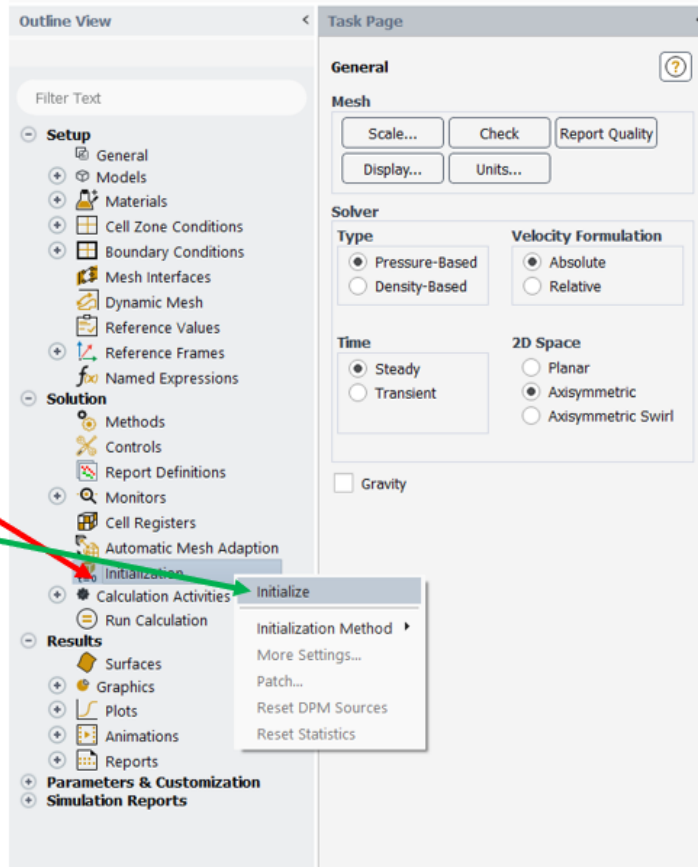 Outline View
Filter Text
Setup
General
Models
Materials
Cell Zone Conditions
Boundary Conditions
Mesh Interfaces
Dynamic Mesh
Reference Values
Reference Frames
Named Expressions
Solution
Methods
Controls
Report Definitions
Monitors
Cell Registers
Automatic Mesh Adaption
Initialization
Calculation Activities
Run Calculation
Results
Surfaces
Graphics
Plots
Animations
Reports
Parameters & Customization
Simulation Reports
Initialize
Initialization Method
More Settings...
Patch...
Reset DPM Sources
Reset Statistics
Task Page
General
Mesh
Scale... Check Report Quality
Display... Units...
Solver
Type Velocity Formulation
Pressure-Based Absolute
Density-Based Relative
Time 2D Space
Steady Planar
Transient Axisymmetric
Axisymmetric Swirl
Gravity